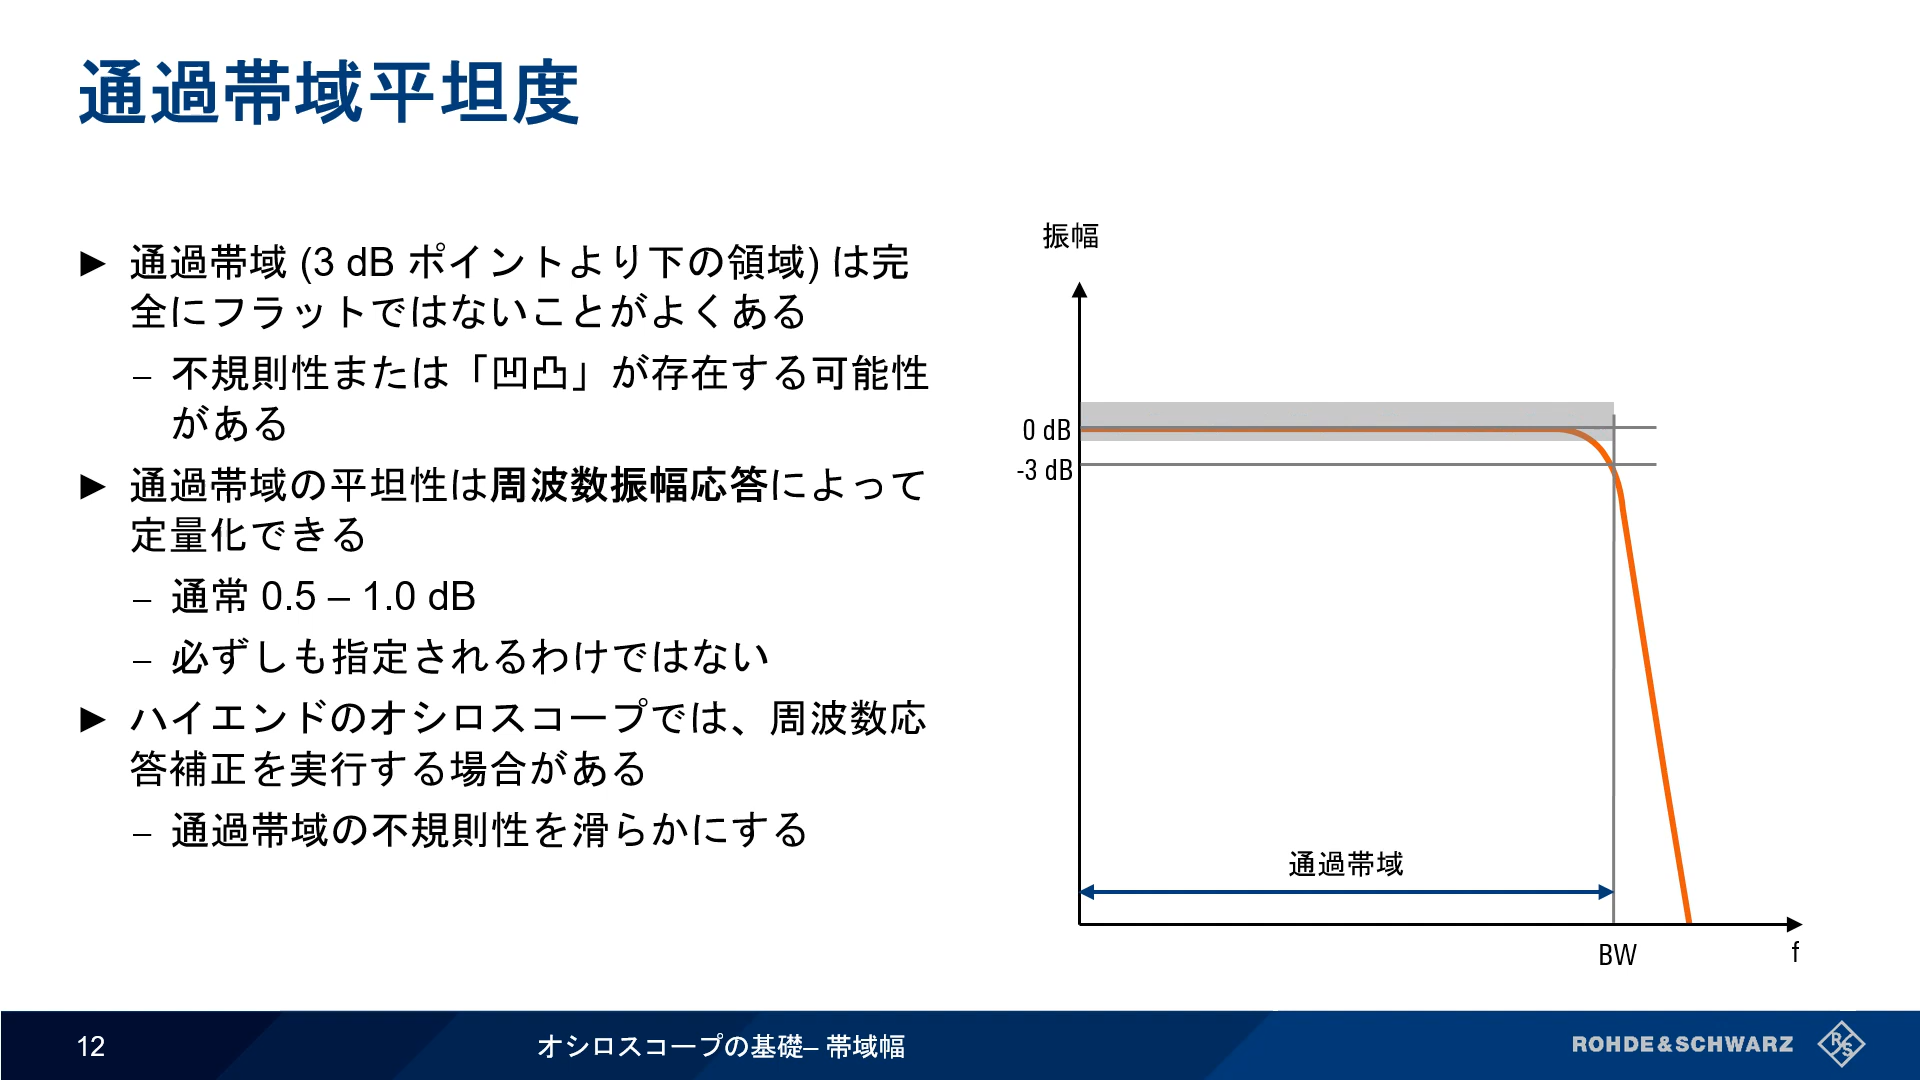 通過帯域平坦度
► 通過帯域 (3 dB ポイントより下の領域) は完
全にフラットではないことがよくある
– 不規則性または「凹凸」が存在する可能性
がある
► 通過帯域の平坦性は周波数振幅応答によって
定量化できる
– 通常 0.5 – 1.0 dB
– 必ずしも指定されるわけではない
► ハイエンドのオシロスコープでは、周波数応
答補正を実行する場合がある
– 通過帯域の不規則性を滑らかにする
振幅
0 dB
-3 dB
通過帯域
BW
f
12
オシロスコープの基礎– 帯域幅
ROHDE&SCHWARZ
R
S